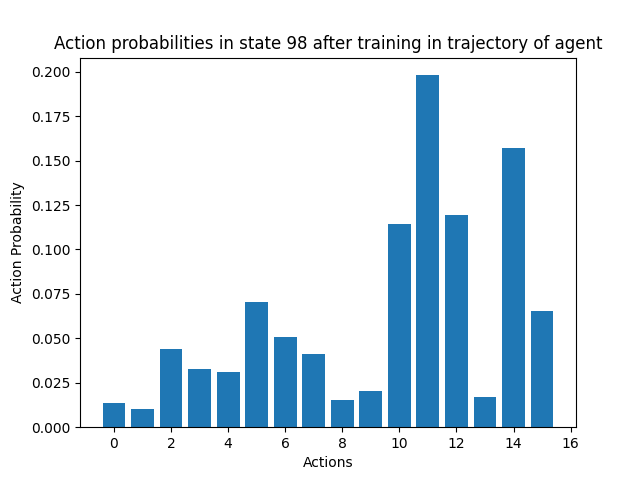 Action probabilities in state 98 after training in trajectory of agent
0.200
0.175
0.150
0.125
0.100
0.075
0.050
0.025
0.000
Action Probability
0 2 4 6 8 10 12 14 16
Actions